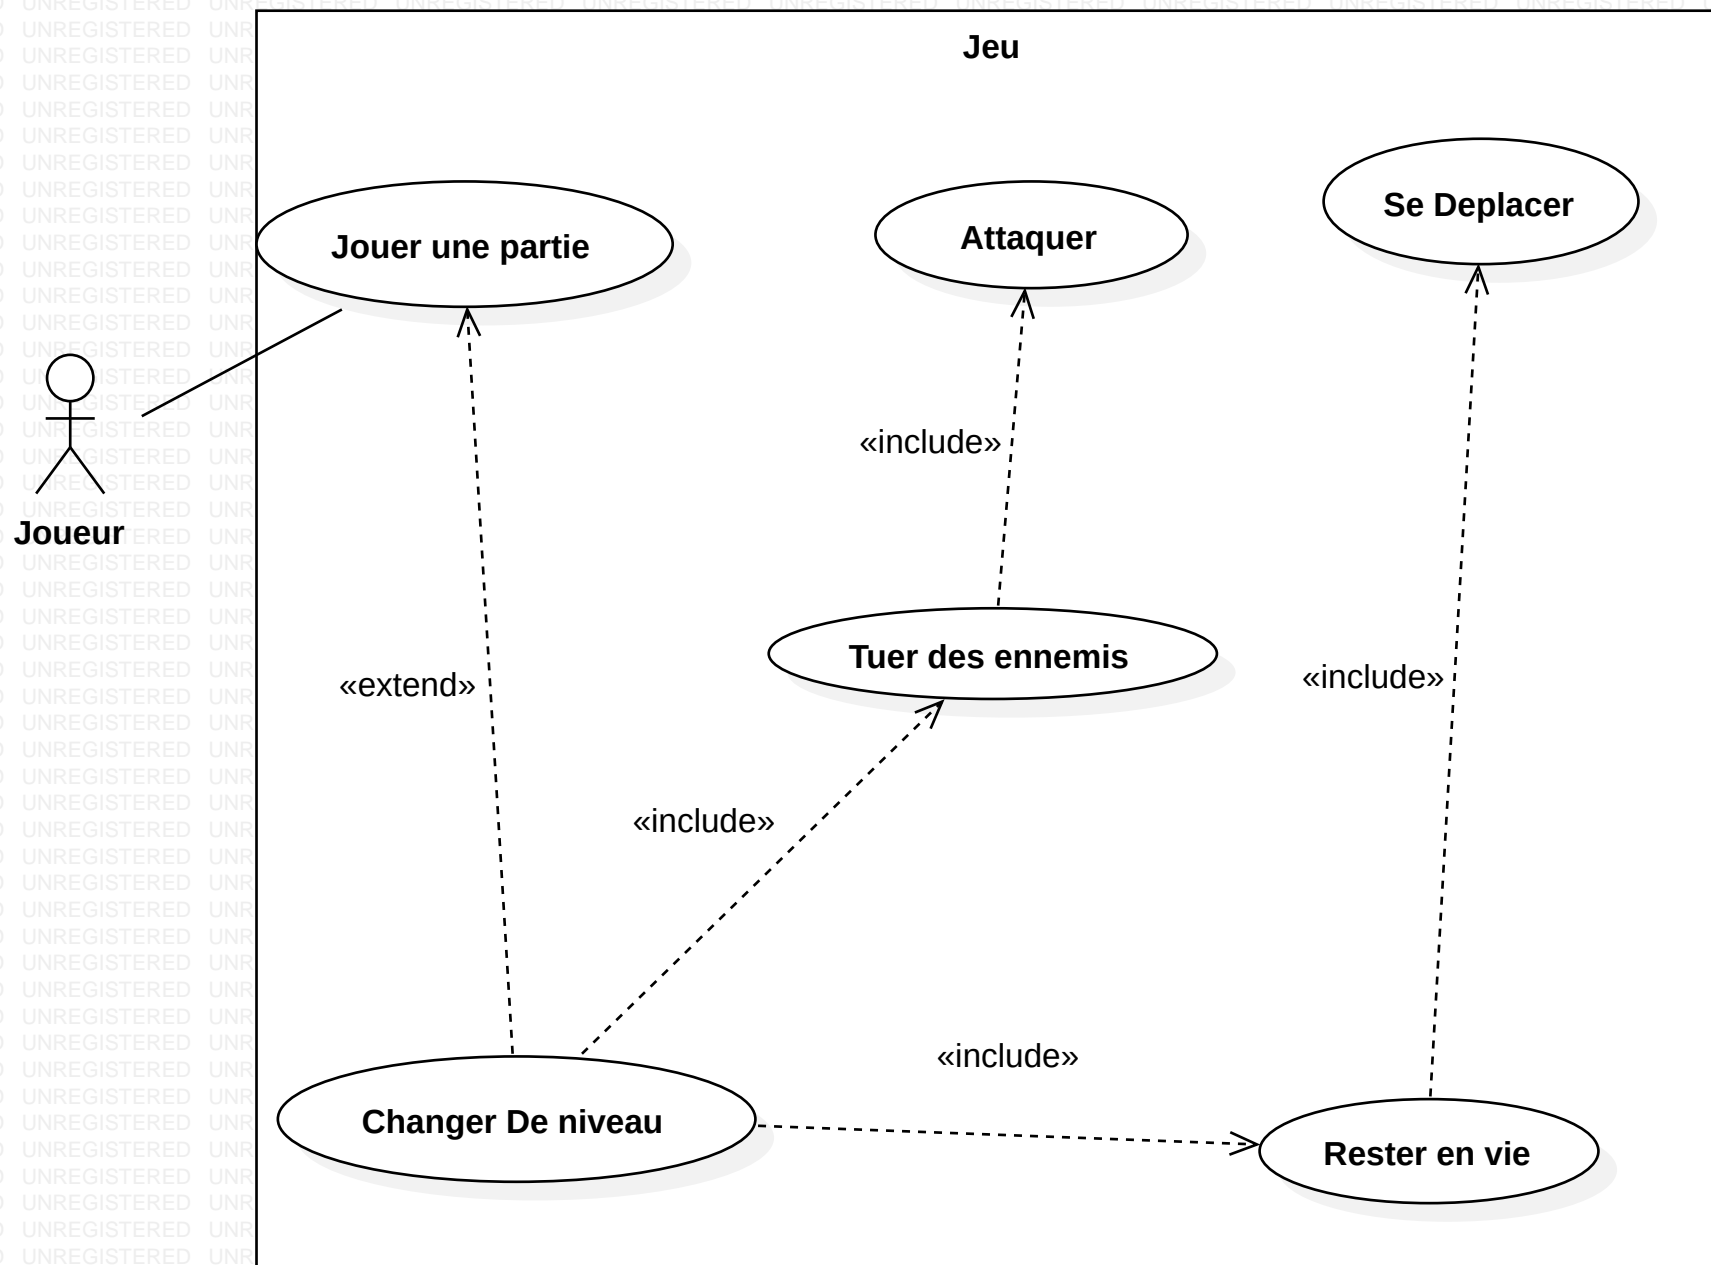 Jeu
Se Deplacer
Attaquer
Jouer une partie
«include»
Joueur
Tuer des ennemis
«include»
«extend»
«include»
«include»
Changer De niveau
Rester en vie
UNREGISTERED